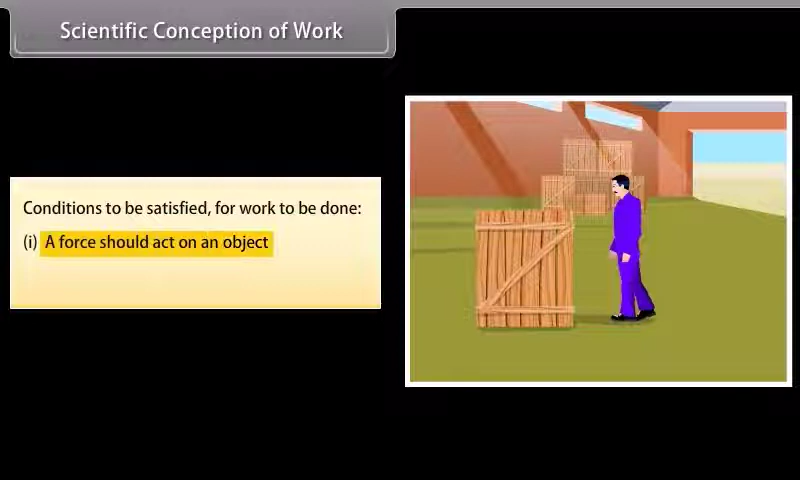 Scientific Conception of Work
Conditions to be satisfied, for work to be done:
(i) A force should act on an object